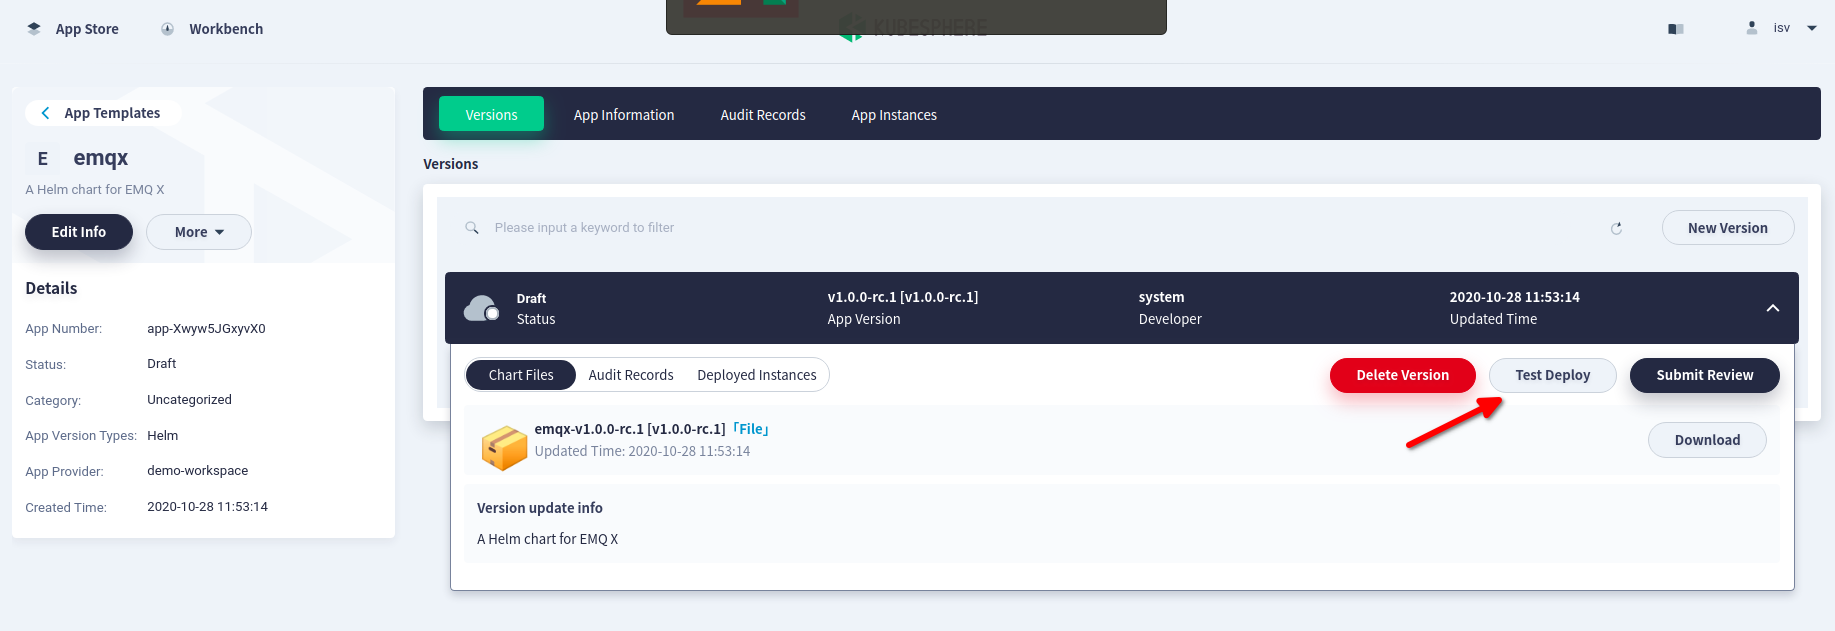 App Store
Workbench
KUBESPHERE
isv
App Templates
E emqx
A Helm chart for EMQ X
Edit Info
More
Details
App Number: app-Xwyw5JGxyvX0
Status: Draft
Category: Uncategorized
App Version Types: Helm
App Provider: demo-workspace
Created Time: 2020-10-28 11:53:14
Versions
App Information
Audit Records
App Instances
Versions
Please input a keyword to filter
New Version
Draft
Status
v1.0.0-rc.1 [v1.0.0-rc.1]
App Version
system
Developer
2020-10-28 11:53:14
Updated Time
Chart Files
Audit Records
Deployed Instances
Delete Version
Test Deploy
Submit Review
emqx-v1.0.0-rc.1 [v1.0.0-rc.1]「File」
Updated Time: 2020-10-28 11:53:14
Download
Version update info
A Helm chart for EMQ X